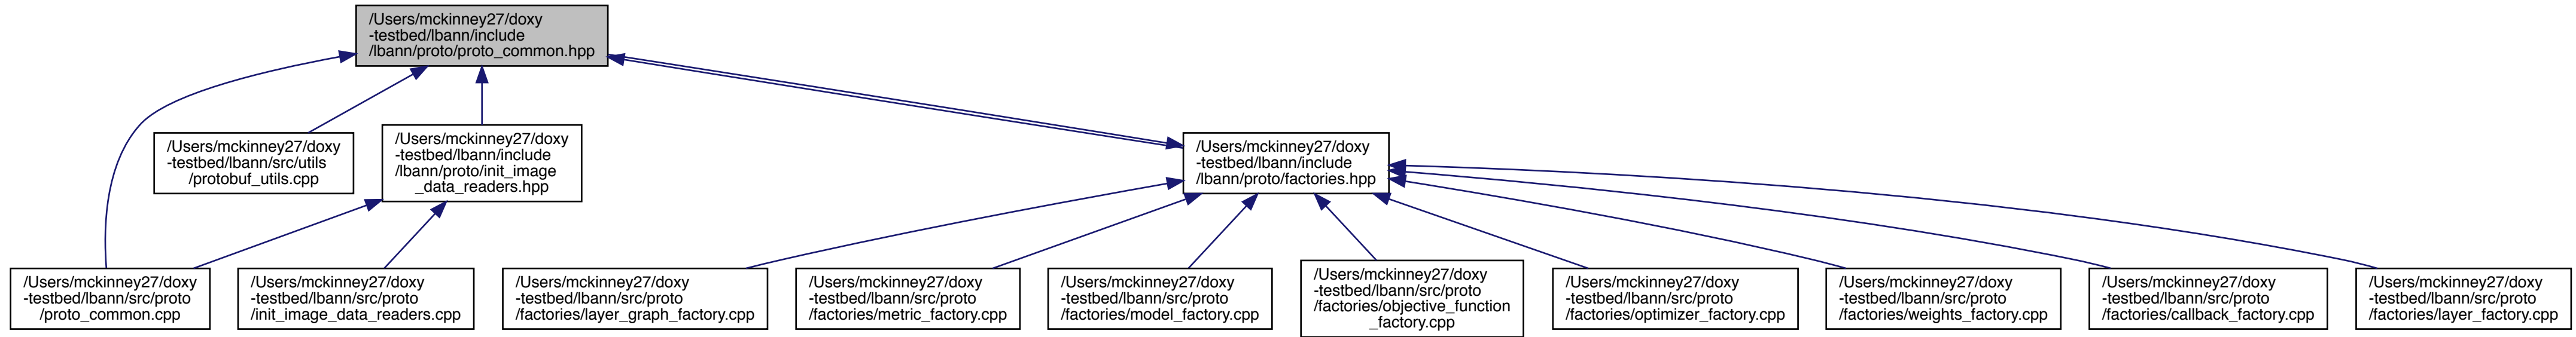 /Users/mckinney27/doxy
-testbed/lbann/include
/lbann/proto/proto_common.hpp
/Users/mckinney27/doxy
-testbed/lbann/src/utils
/protobuf_utils.cpp
/Users/mckinney27/doxy
-testbed/lbann/include
/lbann/proto/init_image
_data_readers.hpp
/Users/mckinney27/doxy
-testbed/lbann/include
/lbann/proto/factories.hpp
/Users/mckinney27/doxy
-testbed/lbann/src/proto
/proto_common.cpp
/Users/mckinney27/doxy
-testbed/lbann/src/proto
/init_image_data_readers.cpp
/Users/mckinney27/doxy
-testbed/lbann/src/proto
/factories/layer_graph_factory.cpp
/Users/mckinney27/doxy
-testbed/lbann/src/proto
/factories/metric_factory.cpp
/Users/mckinney27/doxy
-testbed/lbann/src/proto
/factories/model_factory.cpp
/Users/mckinney27/doxy
-testbed/lbann/src/proto
/factories/objective_function
_factory.cpp
/Users/mckinney27/doxy
-testbed/lbann/src/proto
/factories/optimizer_factory.cpp
/Users/mckinney27/doxy
-testbed/lbann/src/proto
/factories/weights_factory.cpp
/Users/mckinney27/doxy
-testbed/lbann/src/proto
/factories/callback_factory.cpp
/Users/mckinney27/doxy
-testbed/lbann/src/proto
/factories/layer_factory.cpp